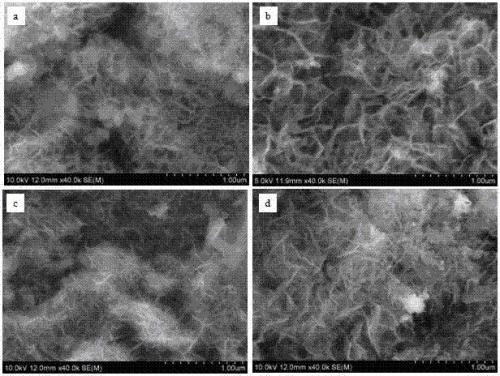 a
b
10.0kV 12.0mm x40.0k SE(M) 1.00um
5.0kV 11.9mm x40.0k SE(M) 1.00um
c
d
10.0kV 12.0mm x40.0k SE(M) 1.00um
10.0kV 12.0mm x40.0k SE(M) 1.00um